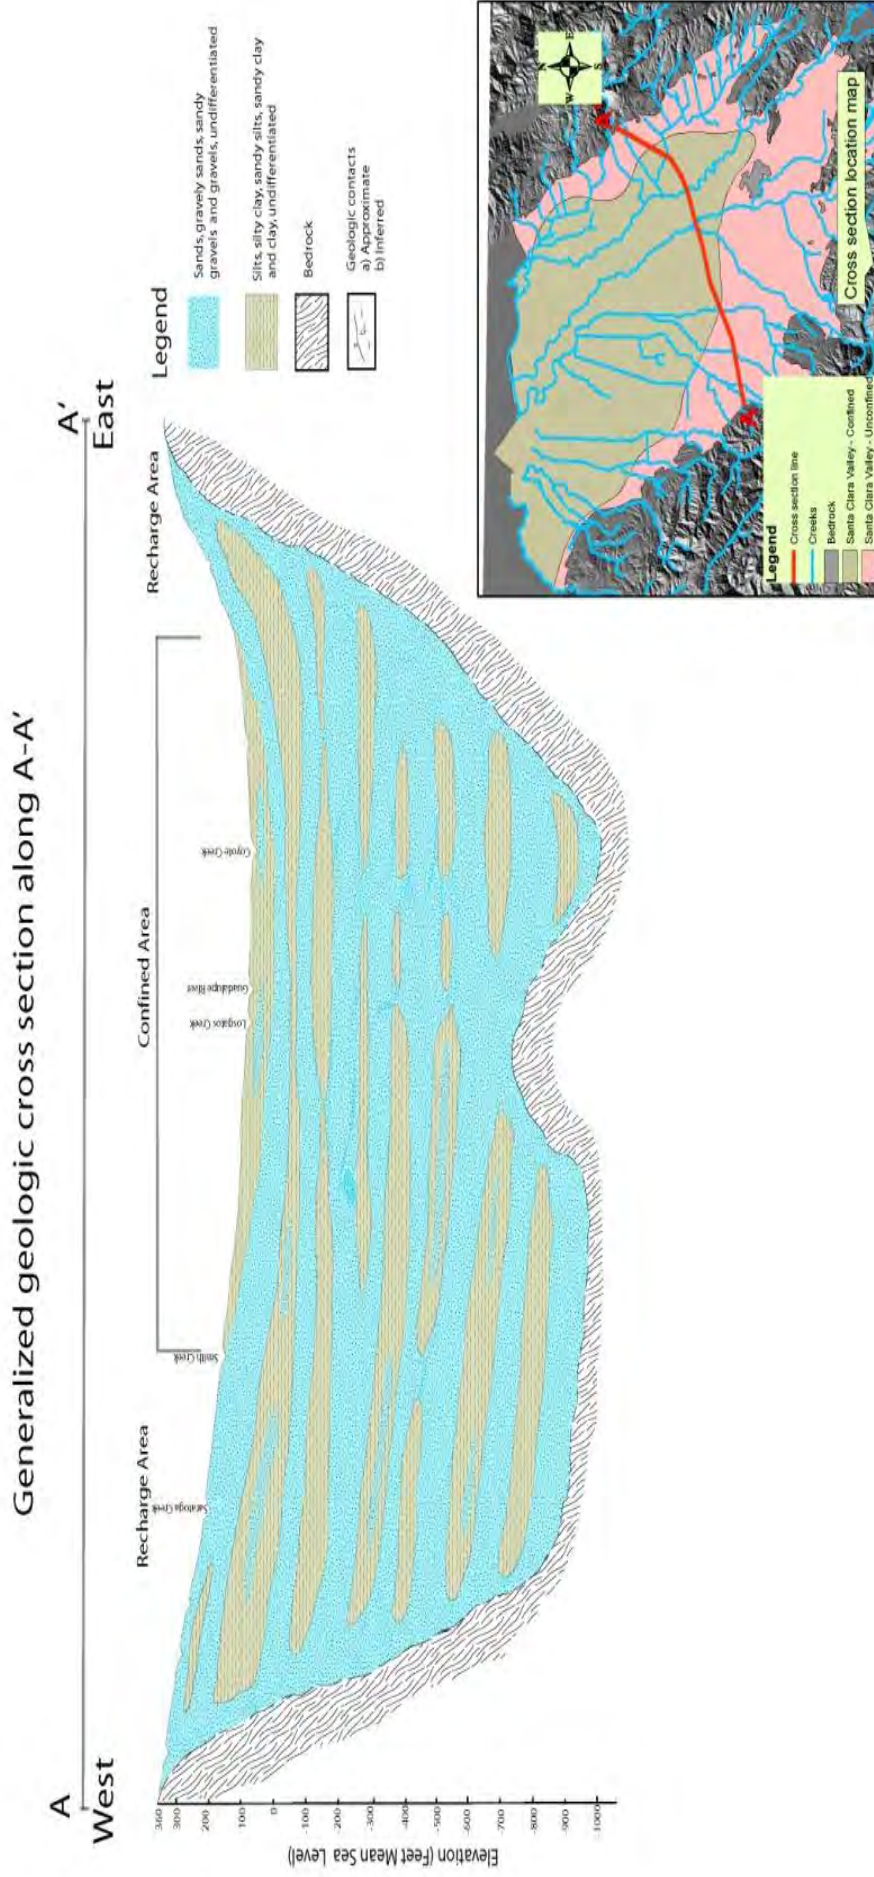 Generalized geologic cross section along A-A'
A
A'
West
East
Recharge Area
Confined Area
Recharge Area
Saratoga Creek
Smith Creek
Losgatos Creek
Guadalupe River
Coyote Creek
Elevation (Feet Mean Sea Level)
360
300
200
100
0
-100
-200
-300
-400
-500
-600
-700
-800
-900
-1000
Legend
Sands, gravely sands, sandy
gravels and gravels, undifferentiated
Silts, silty clay, sandy silts, sandy clay
and clay, undifferentiated
Bedrock
Geologic contacts
a) Approximate
b) Inferred
N
W
E
S
A
A'
Legend
Cross section line
Creeks
Bedrock
Santa Clara Valley - Confined
Santa Clara Valley - Unconfined
Cross section location map